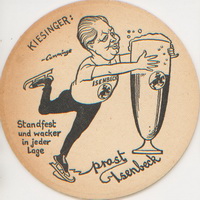 KIESINGER:
ISENBECK
Standfest
und wacker
in jeder
Lage
prost
Isenbeck